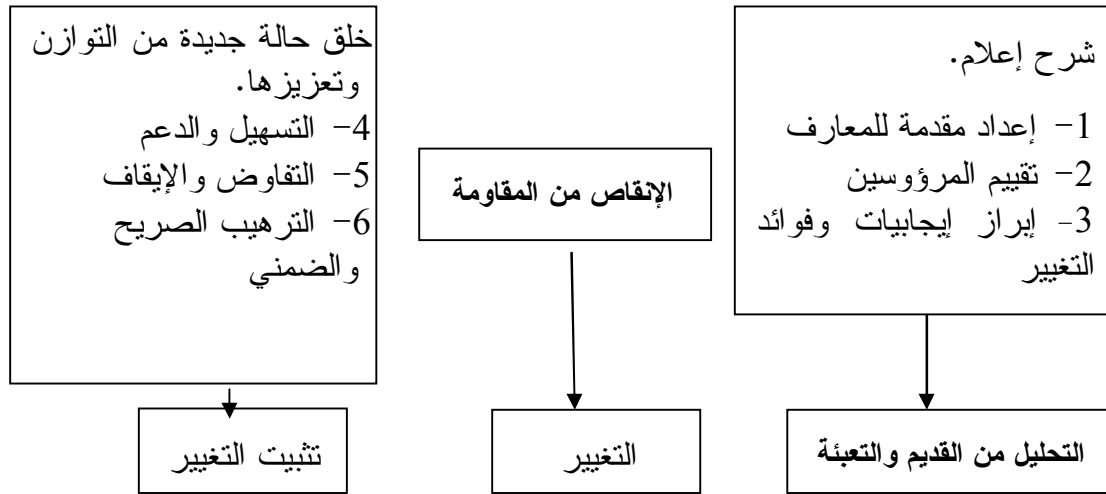 شرح إعلام.
1- إعداد مقدمة للمعارف
2- تقييم المرؤوسين
3- إبراز إيجابيات وفوائد
التغيير
الإنقاص من المقاومة
خلق حالة جديدة من التوازن
وتعزيزها.
4- التسهيل والدعم
5- التفاوض والإيقاف
6- الترهيب الصريح
والضمني
التحليل من القديم والتعبئة
التغيير
تثبيت التغيير